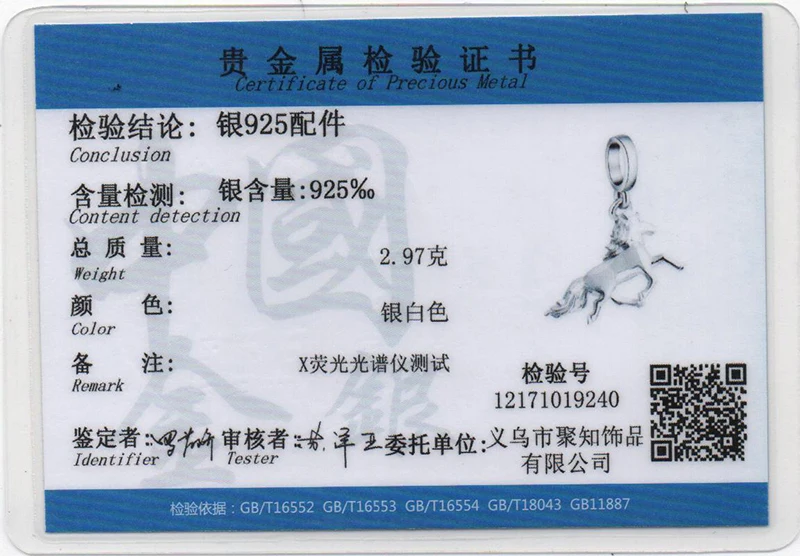 贵金属检验证书
Certificate of Precious Metal
检验结论: 银925配件
Conclusion
含量检测: 银含量:925‰
Content detection
总质量: 2.97克
Weight
颜色: 银白色
Color
备注: X荧光光谱仪测试
Remark
检验号
12171019240
鉴定者: 审核者: 委托单位: 义乌市聚知饰品
Identifier Tester 有限公司
检验依据：GB/T16552 GB/T16553 GB/T16554 GB/T18043 GB11887
中國金銀